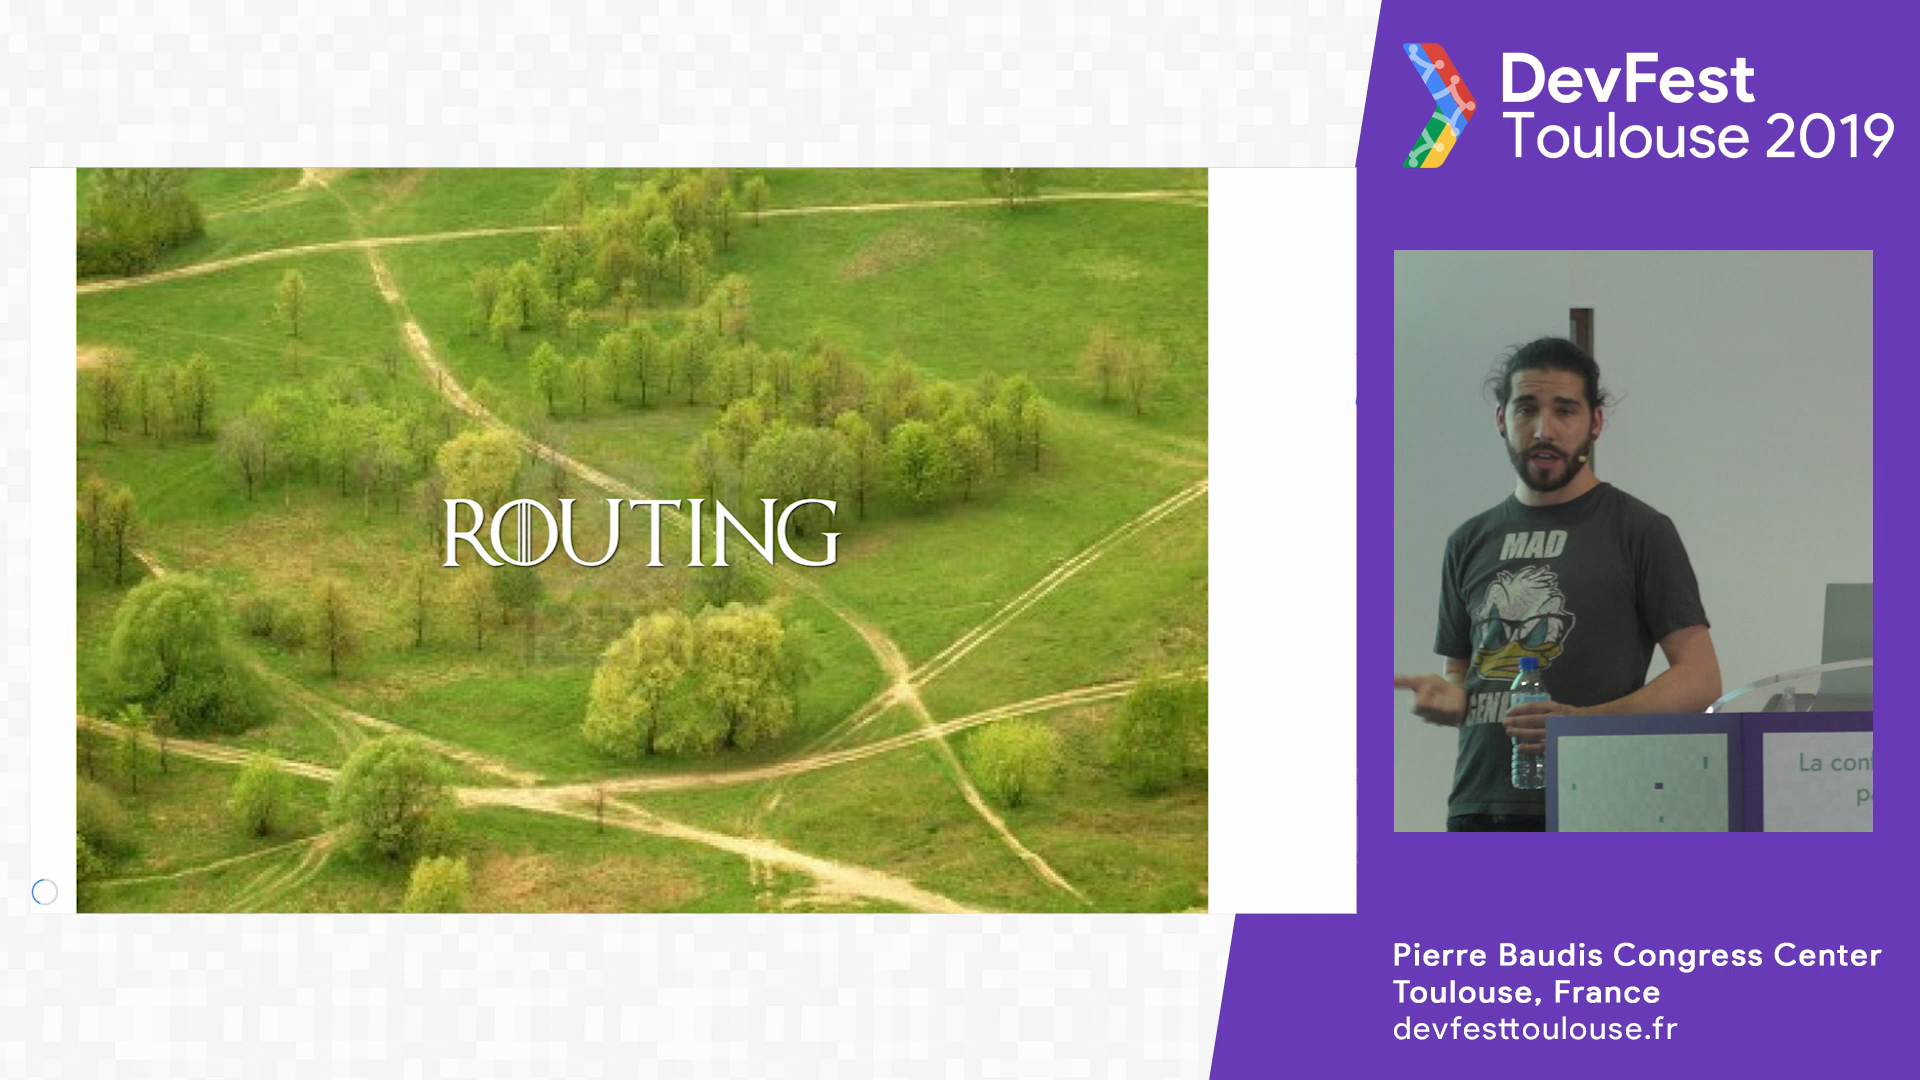 DevFest
Toulouse 2019
ROUTING
MAD
La con
p
Pierre Baudis Congress Center
Toulouse, France
devfesttoulouse.fr